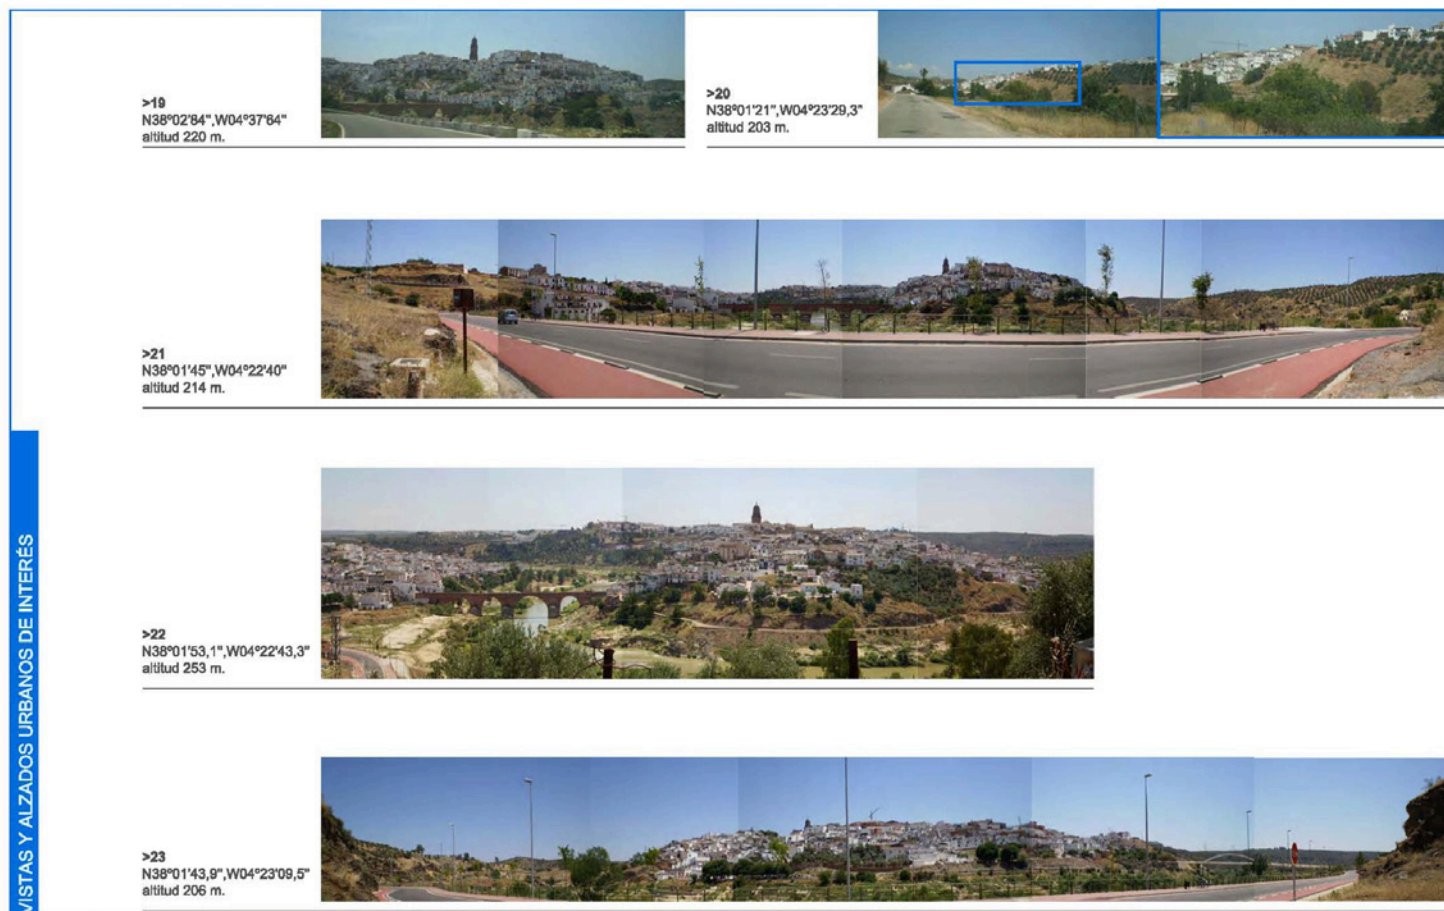 >19
N38º02'84",W04º37'64"
altitud 220 m.
>20
N38º01'21",W04º23'29,3"
altitud 203 m.
>21
N38º01'45",W04º22'40"
altitud 214 m.
>22
N38º01'53,1",W04º22'43,3"
altitud 253 m.
>23
N38º01'43,9",W04º23'09,5"
altitud 206 m.
VISTAS Y ALZADOS URBANOS DE INTERÉS